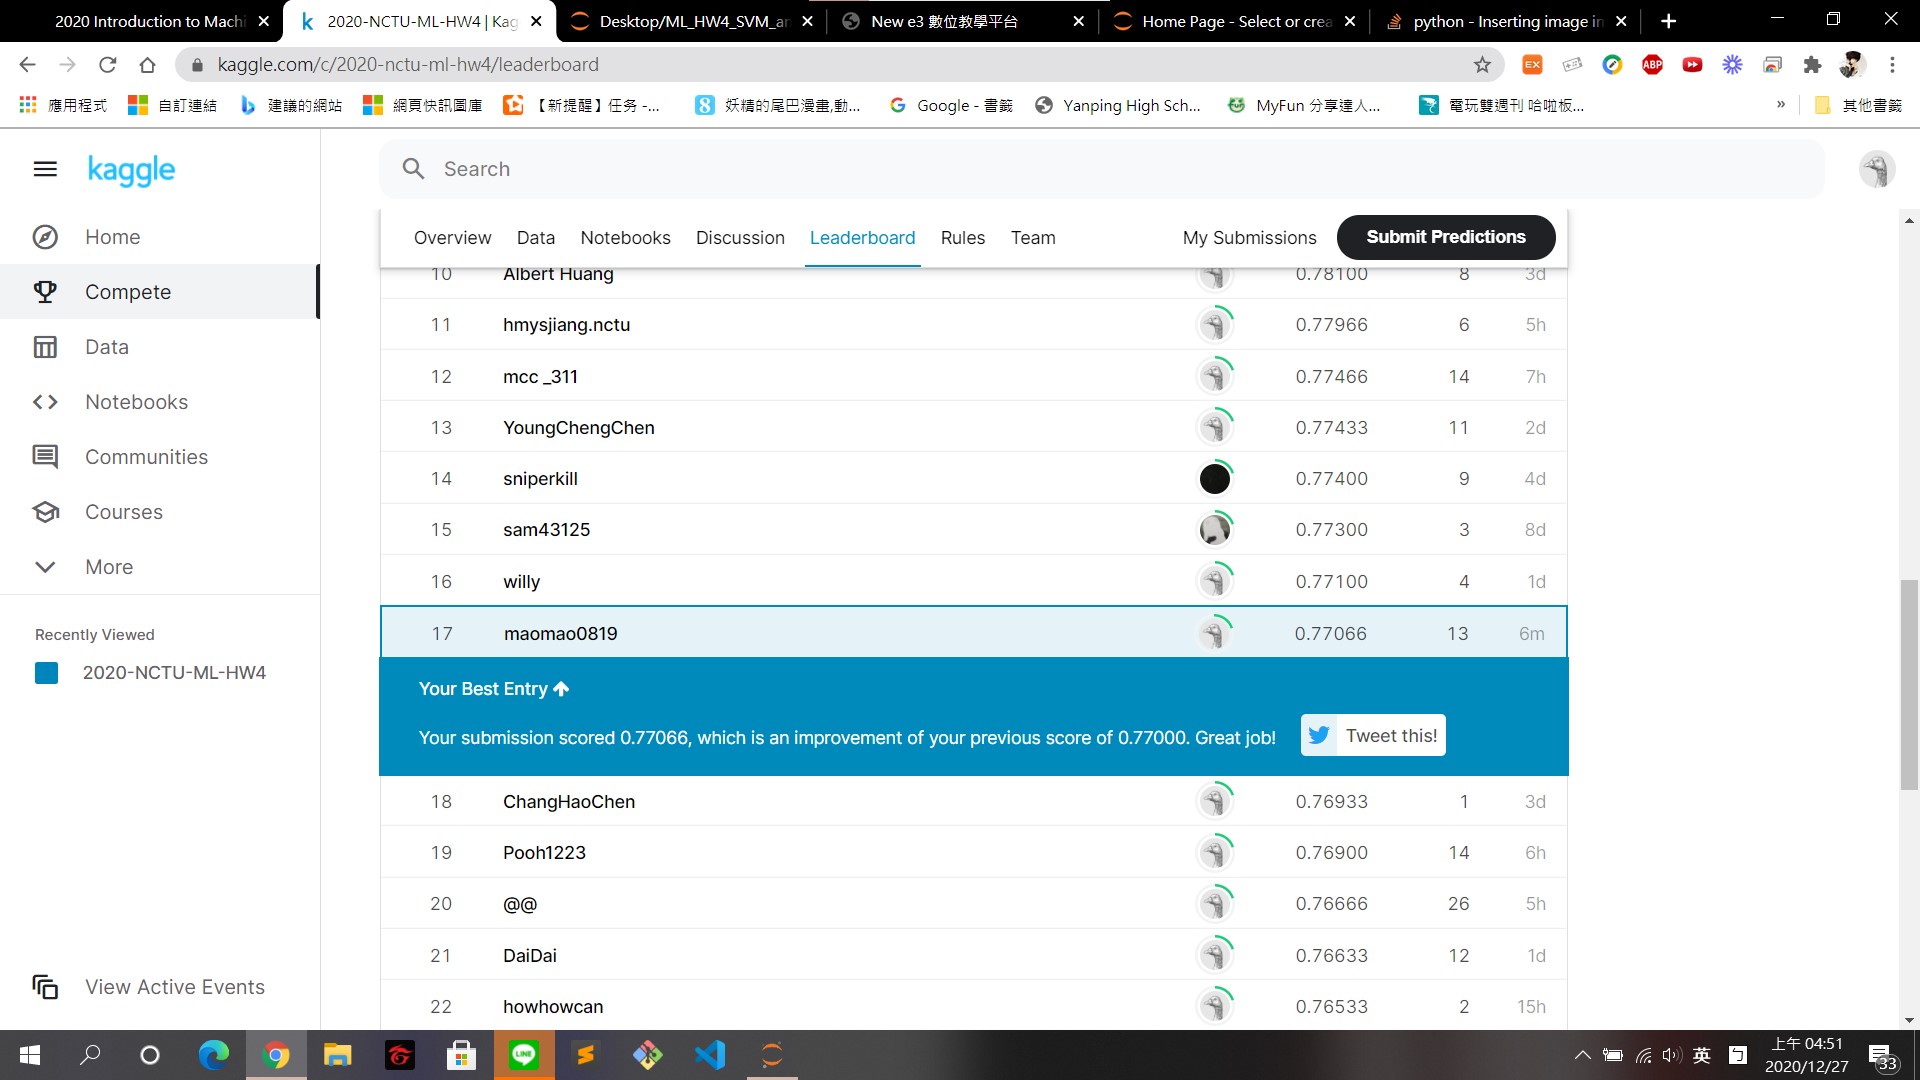 2020 Introduction to Machi
2020-NCTU-ML-HW4 | Kag
Desktop/ML_HW4_SVM_an
New e3 數位教學平台
Home Page - Select or crea
python - Inserting image in
kaggle.com/c/2020-nctu-ml-hw4/leaderboard
應用程式
自訂連結
建議的網站
網頁快訊圖庫
【新提醒】任務 -...
妖精的尾巴漫畫,動...
Google - 書籤
Yanping High Sch...
MyFun 分享達人...
電玩雙週刊 哈啦板...
»
其他書籤
kaggle
Search
Home
Compete
Data
Notebooks
Communities
Courses
More
Recently Viewed
2020-NCTU-ML-HW4
View Active Events
Overview Data Notebooks Discussion Leaderboard Rules Team My Submissions Submit Predictions
10 Albert Huang 0.78100 8 3d
11 hmysjiang.nctu 0.77966 6 5h
12 mcc _311 0.77466 14 7h
13 YoungChengChen 0.77433 11 2d
14 sniperkill 0.77400 9 4d
15 sam43125 0.77300 3 8d
16 willy 0.77100 4 1d
17 maomao0819 0.77066 13 6m
Your Best Entry
Your submission scored 0.77066, which is an improvement of your previous score of 0.77000. Great job! Tweet this!
18 ChangHaoChen 0.76933 1 3d
19 Pooh1223 0.76900 14 6h
20 @@ 0.76666 26 5h
21 DaiDai 0.76633 12 1d
22 howhowcan 0.76533 2 15h
LINE
英
上午 04:51
2020/12/27
33